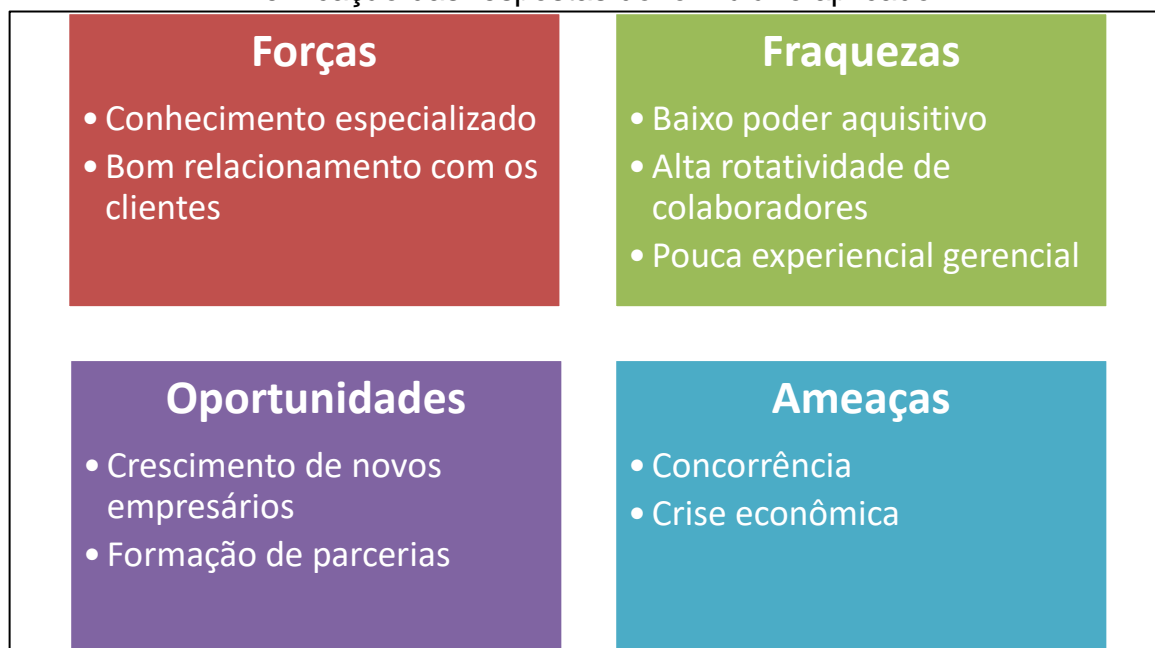 Forças
• Conhecimento especializado
• Bom relacionamento com os
clientes
Fraquezas
• Baixo poder aquisitivo
• Alta rotatividade de
colaboradores
• Pouca experiencial gerencial
Oportunidades
• Crescimento de novos
empresários
• Formação de parcerias
Ameaças
• Concorrência
• Crise econômica